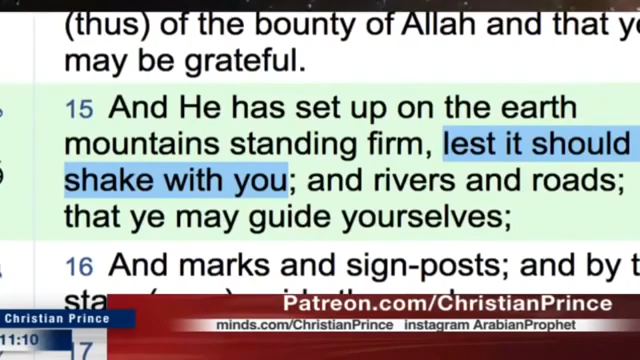 (thus) of the bounty of Allah and that ye
may be grateful.
15 And He has set up on the earth
mountains standing firm, lest it should
shake with you; and rivers and roads;
that ye may guide yourselves;
16 And marks and sign-posts; and by t
Patreon.com/ChristianPrince
Christian Prince
minds.com/ChristianPrince instagram ArabianProphet
11:10
17